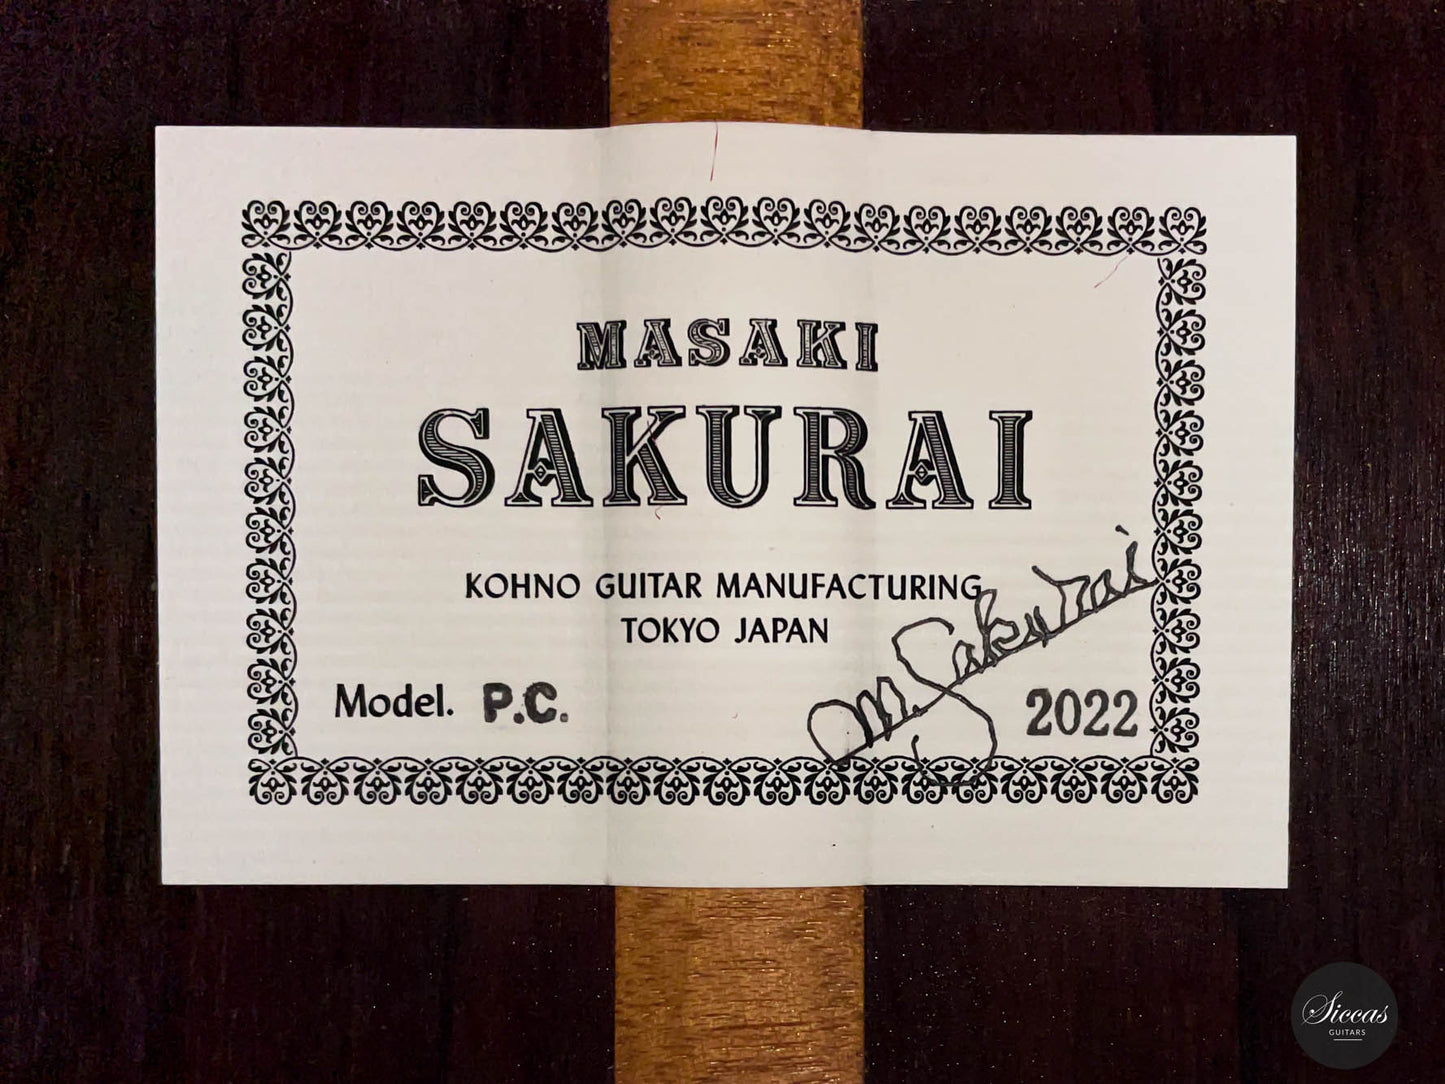 MASAKI
SAKURAI
KOHNO GUITAR MANUFACTURING
TOKYO JAPAN
M. Sakurai
Model. P.C.
2022
Siccas
GUITARS